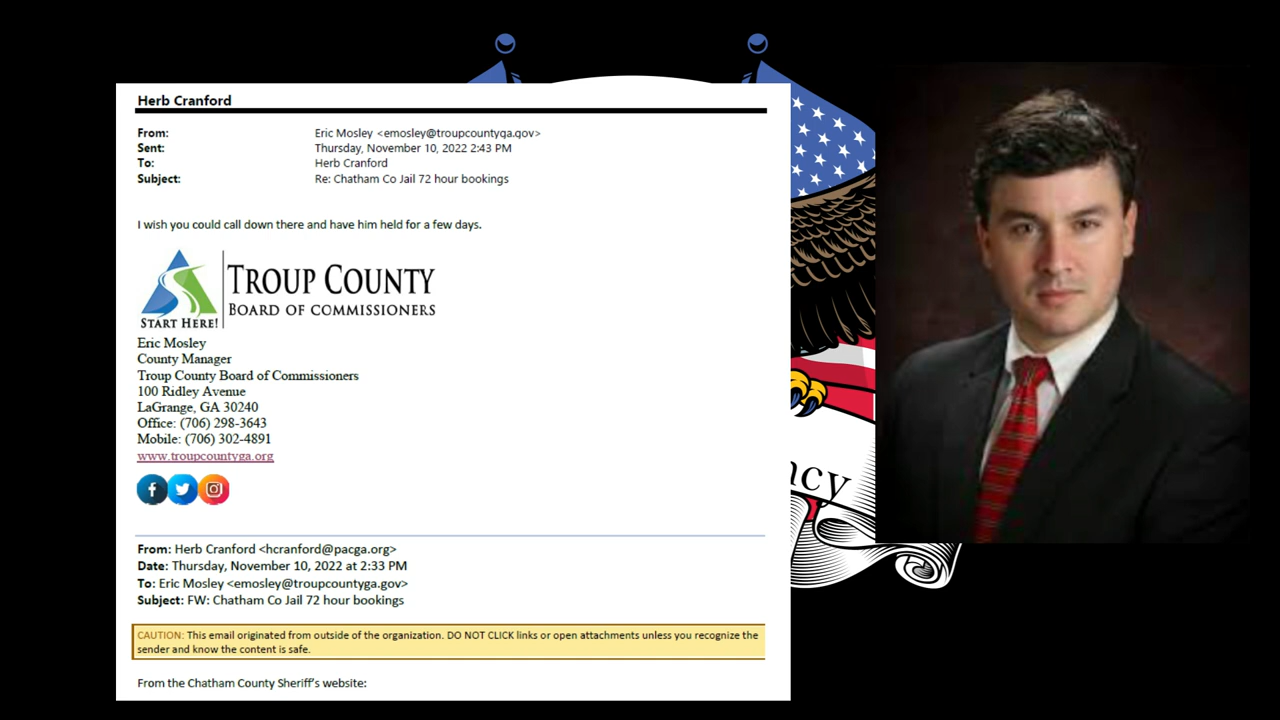 Herb Cranford
From: Eric Mosley <emosley@troupcountyga.gov>
Sent: Thursday, November 10, 2022 2:43 PM
To: Herb Cranford
Subject: Re: Chatham Co Jail 72 hour bookings
I wish you could call down there and have him held for a few days.
TROUP COUNTY
BOARD OF COMMISSIONERS
START HERE!
Eric Mosley
County Manager
Troup County Board of Commissioners
100 Ridley Avenue
LaGrange, GA 30240
Office: (706) 298-3643
Mobile: (706) 302-4891
www.troupcountyga.org
From: Herb Cranford <hcranford@pacga.org>
Date: Thursday, November 10, 2022 at 2:33 PM
To: Eric Mosley <emosley@troupcountyga.gov>
Subject: FW: Chatham Co Jail 72 hour bookings
CAUTION: This email originated from outside of the organization. DO NOT CLICK links or open attachments unless you recognize the
sender and know the content is safe.
From the Chatham County Sheriff's website:
ncy